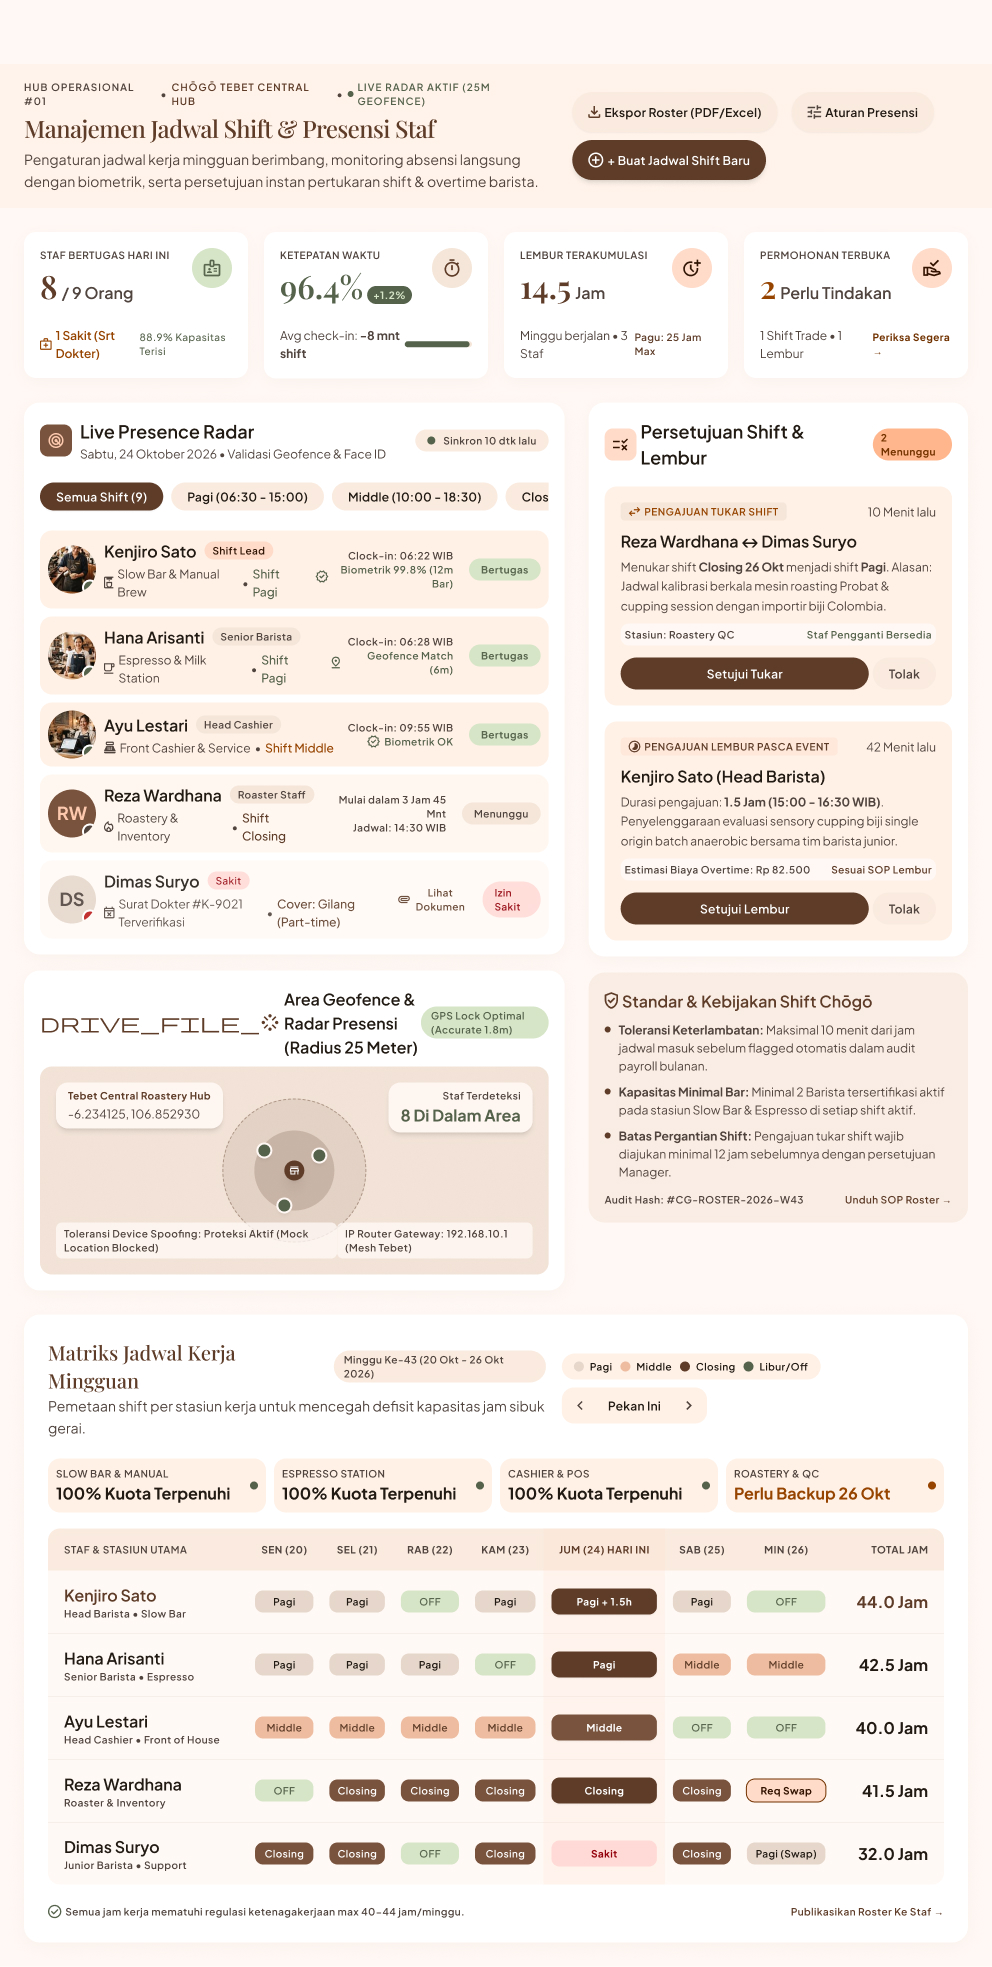 HUB OPERASIONAL #01 • CHŌGŌ TEBET CENTRAL HUB • ● LIVE RADAR AKTIF (25M GEOFENCE)
Manajemen Jadwal Shift & Presensi Staf
Pengaturan jadwal kerja mingguan berimbang, monitoring absensi langsung
dengan biometrik, serta persetujuan instan pertukaran shift & overtime barista.
Ekspor Roster (PDF/Excel)
Aturan Presensi
+ Buat Jadwal Shift Baru
STAF BERTUGAS HARI INI
8 / 9 Orang
1 Sakit (Srt Dokter)
88.9% Kapasitas Terisi
KETEPATAN WAKTU
96.4% +1.2%
Avg check-in: -8 mnt shift
LEMBUR TERAKUMULASI
14.5 Jam
Minggu berjalan • 3 Staf
Pagu: 25 Jam Max
PERMOHONAN TERBUKA
2 Perlu Tindakan
1 Shift Trade • 1 Lembur
Periksa Segera →
Live Presence Radar
Sabtu, 24 Oktober 2026 • Validasi Geofence & Face ID
Sinkron 10 dtk lalu
Semua Shift (9)
Pagi (06:30 - 15:00)
Middle (10:00 - 18:30)
Clos
Kenjiro Sato Shift Lead
Slow Bar & Manual Brew • Shift Pagi
Clock-in: 06:22 WIB
Biometrik 99.8% (12m Bar)
Bertugas
Hana Arisanti Senior Barista
Espresso & Milk Station • Shift Pagi
Clock-in: 06:28 WIB
Geofence Match (6m)
Bertugas
Ayu Lestari Head Cashier
Front Cashier & Service • Shift Middle
Clock-in: 09:55 WIB
Biometrik OK
Bertugas
RW
Reza Wardhana Roaster Staff
Roastery & Inventory • Shift Closing
Mulai dalam 3 Jam 45 Mnt
Jadwal: 14:30 WIB
Menunggu
DS
Dimas Suryo Sakit
Surat Dokter #K-9021 Terverifikasi • Cover: Gilang (Part-time)
Lihat Dokumen
Izin Sakit
Persetujuan Shift & Lembur
2 Menunggu
PENGAJUAN TUKAR SHIFT
10 Menit lalu
Reza Wardhana ↔ Dimas Suryo
Menukar shift Closing 26 Okt menjadi shift Pagi. Alasan:
Jadwal kalibrasi berkala mesin roasting Probat &
cupping session dengan importir biji Colombia.
Stasiun: Roastery QC
Staf Pengganti Bersedia
Setujui Tukar
Tolak
PENGAJUAN LEMBUR PASCA EVENT
42 Menit lalu
Kenjiro Sato (Head Barista)
Durasi pengajuan: 1.5 Jam (15:00 - 16:30 WIB).
Penyelenggaraan evaluasi sensory cupping biji single
origin batch anaerobic bersama tim barista junior.
Estimasi Biaya Overtime: Rp 82.500
Sesuai SOP Lembur
Setujui Lembur
Tolak
DRIVE_FILE_
Area Geofence &
Radar Presensi
(Radius 25 Meter)
GPS Lock Optimal
(Accurate 1.8m)
Tebet Central Roastery Hub
-6.234125, 106.852930
Staf Terdeteksi
8 Di Dalam Area
Toleransi Device Spoofing: Proteksi Aktif (Mock
Location Blocked)
IP Router Gateway: 192.168.10.1
(Mesh Tebet)
Standar & Kebijakan Shift Chōgō
• Toleransi Keterlambatan: Maksimal 10 menit dari jam
jadwal masuk sebelum flagged otomatis dalam audit
payroll bulanan.
• Kapasitas Minimal Bar: Minimal 2 Barista tersertifikasi aktif
pada stasiun Slow Bar & Espresso di setiap shift aktif.
• Batas Pergantian Shift: Pengajuan tukar shift wajib
diajukan minimal 12 jam sebelumnya dengan persetujuan
Manager.
Audit Hash: #CG-ROSTER-2026-W43
Unduh SOP Roster →
Matriks Jadwal Kerja
Mingguan
Minggu Ke-43 (20 Okt - 26 Okt
2026)
Pemetaan shift per stasiun kerja untuk mencegah defisit kapasitas jam sibuk
gerai.
Pagi Middle Closing Libur/Off
‹ Pekan Ini ›
SLOW BAR & MANUAL
100% Kuota Terpenuhi
ESPRESSO STATION
100% Kuota Terpenuhi
CASHIER & POS
100% Kuota Terpenuhi
ROASTERY & QC
Perlu Backup 26 Okt
STAF & STASIUN UTAMA SEN (20) SEL (21) RAB (22) KAM (23) JUM (24) HARI INI SAB (25) MIN (26) TOTAL JAM
Kenjiro Sato
Head Barista • Slow Bar
Pagi Pagi OFF Pagi Pagi + 1.5h Pagi OFF 44.0 Jam
Hana Arisanti
Senior Barista • Espresso
Pagi Pagi Pagi OFF Pagi Middle Middle 42.5 Jam
Ayu Lestari
Head Cashier • Front of House
Middle Middle Middle Middle Middle OFF OFF 40.0 Jam
Reza Wardhana
Roaster & Inventory
OFF Closing Closing Closing Closing Closing Req Swap 41.5 Jam
Dimas Suryo
Junior Barista • Support
Closing Closing OFF Closing Sakit Closing Pagi (Swap) 32.0 Jam
Semua jam kerja mematuhi regulasi ketenagakerjaan max 40-44 jam/minggu.
Publikasikan Roster Ke Staf →